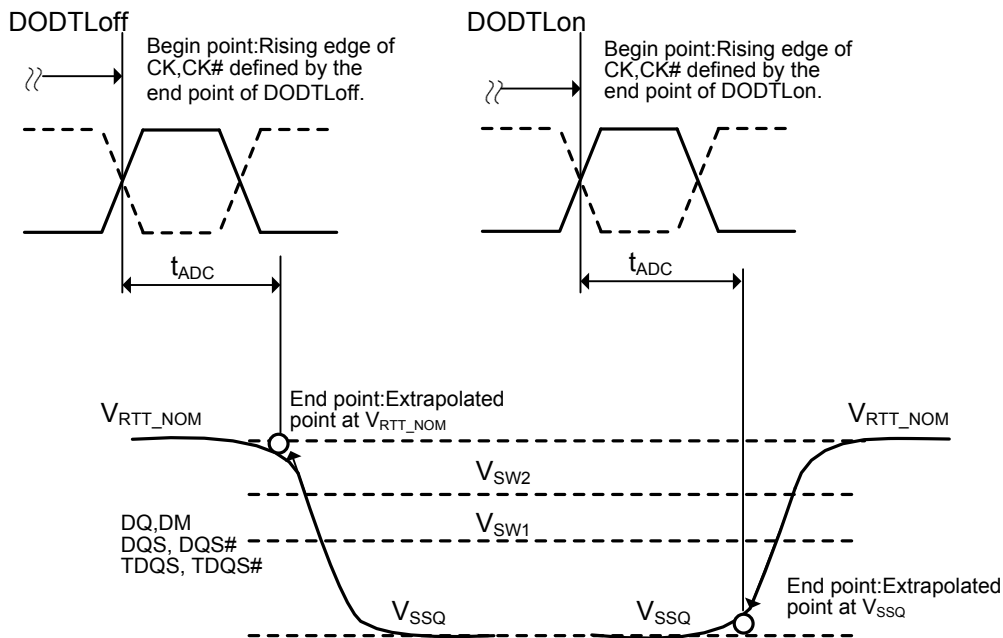 DODTLoff
Begin point:Rising edge of
CK,CK# defined by the
end point of DODTLoff.
DODTLon
Begin point:Rising edge of
CK,CK# defined by the
end point of DODTLon.
tADC
tADC
VRTT_NOM
End point:Extrapolated
point at VRTT_NOM
VRTT_NOM
VSW2
VSW1
DQ,DM
DQS, DQS#
TDQS, TDQS#
VSSQ
VSSQ
End point:Extrapolated
point at VSSQ